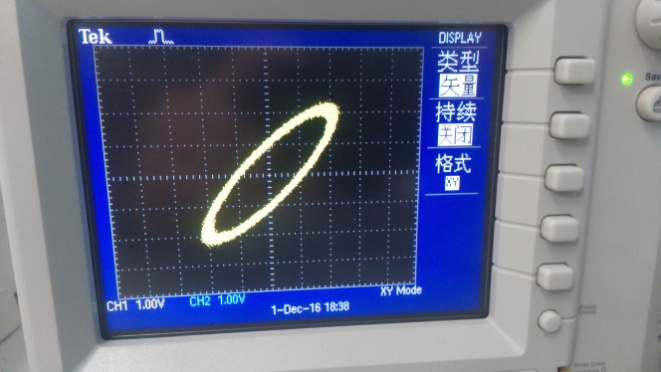 Tek
DISPLAY
类型
矢量
持续
关闭
格式
XY
CH1 1.00V
CH2 1.00V
XY Mode
1-Dec-16 18:38